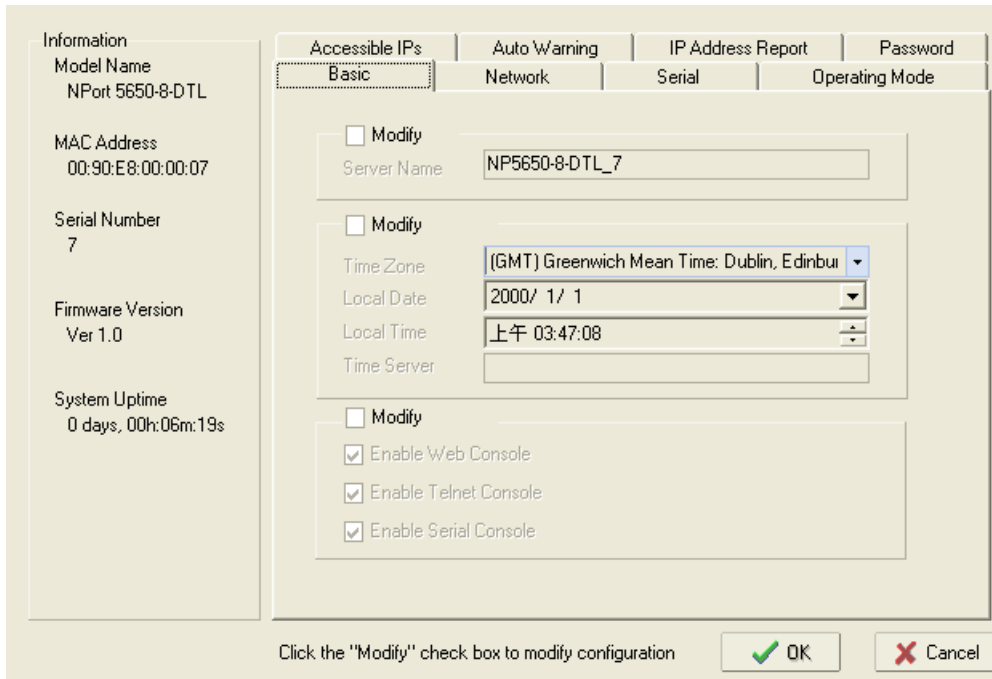 Information
Model Name
NPort 5650-8-DTL
MAC Address
00:90:E8:00:00:07
Serial Number
7
Firmware Version
Ver 1.0
System Uptime
0 days, 00h:06m:19s
Accessible IPs
Auto Warning
IP Address Report
Password
Basic
Network
Serial
Operating Mode
Modify
Server Name
NP5650-8-DTL_7
Modify
Time Zone
(GMT) Greenwich Mean Time: Dublin, Edinbur
Local Date
2000/ 1/ 1
Local Time
上午 03:47:08
Time Server
Modify
Enable Web Console
Enable Telnet Console
Enable Serial Console
Click the "Modify" check box to modify configuration
OK
Cancel